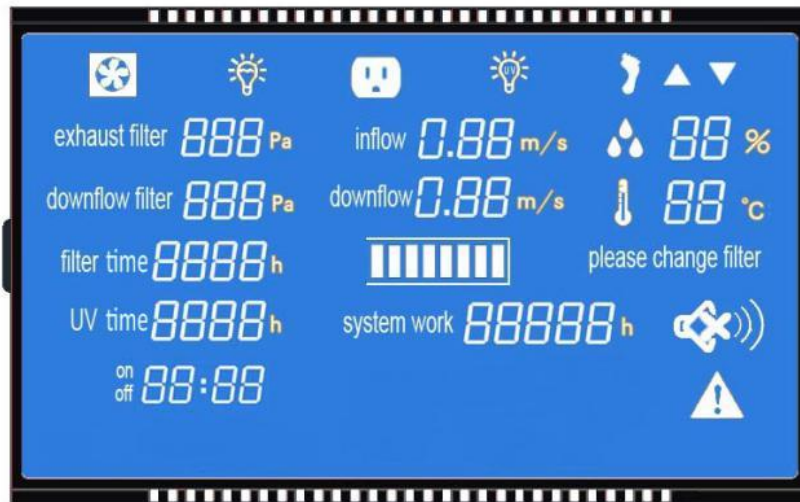 UV
exhaust filter 888 Pa inflow 0.88 m/s 88 %
downflow filter 888 Pa downflow 0.88 m/s 88 °C
filter time 8888 h please change filter
UV time 8888 h system work 88888 h
on
off 88:88